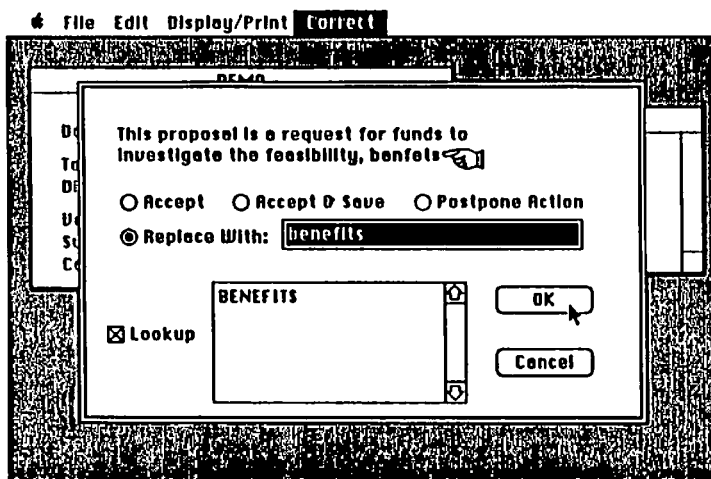 File Edit Display/Print Correct
DEMO
This proposal is a request for funds to
investigate the feasibility, benfets
Accept Accept & Save Postpone Action
Replace With: benefits
BENEFITS
OK
Lookup
Cancel